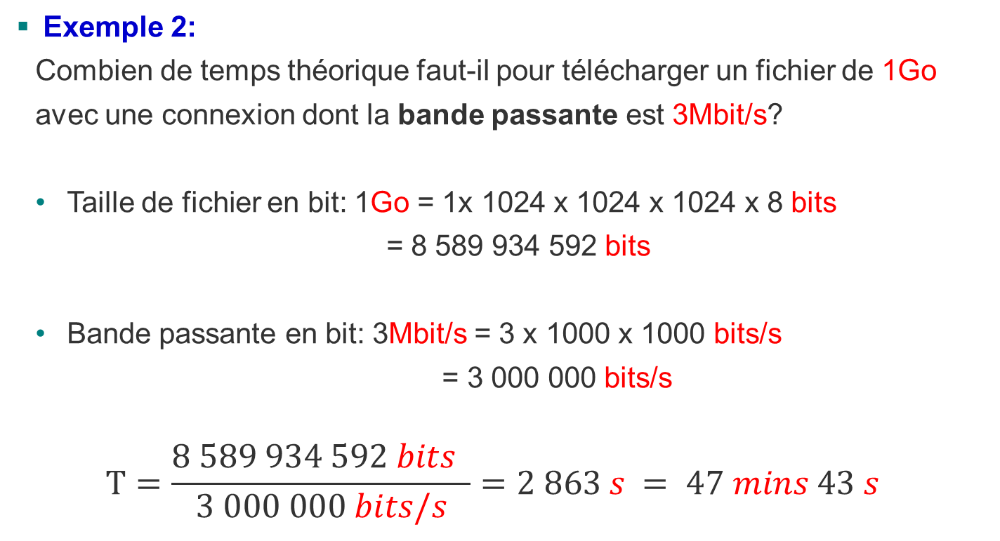 ▪ Exemple 2:
Combien de temps théorique faut-il pour télécharger un fichier de 1Go
avec une connexion dont la bande passante est 3Mbit/s?
• Taille de fichier en bit: 1Go = 1x 1024 x 1024 x 1024 x 8 bits
= 8 589 934 592 bits
• Bande passante en bit: 3Mbit/s = 3 x 1000 x 1000 bits/s
= 3 000 000 bits/s
8 589 934 592 bits
T = = 2 863 s = 47 mins 43 s
3 000 000 bits/s